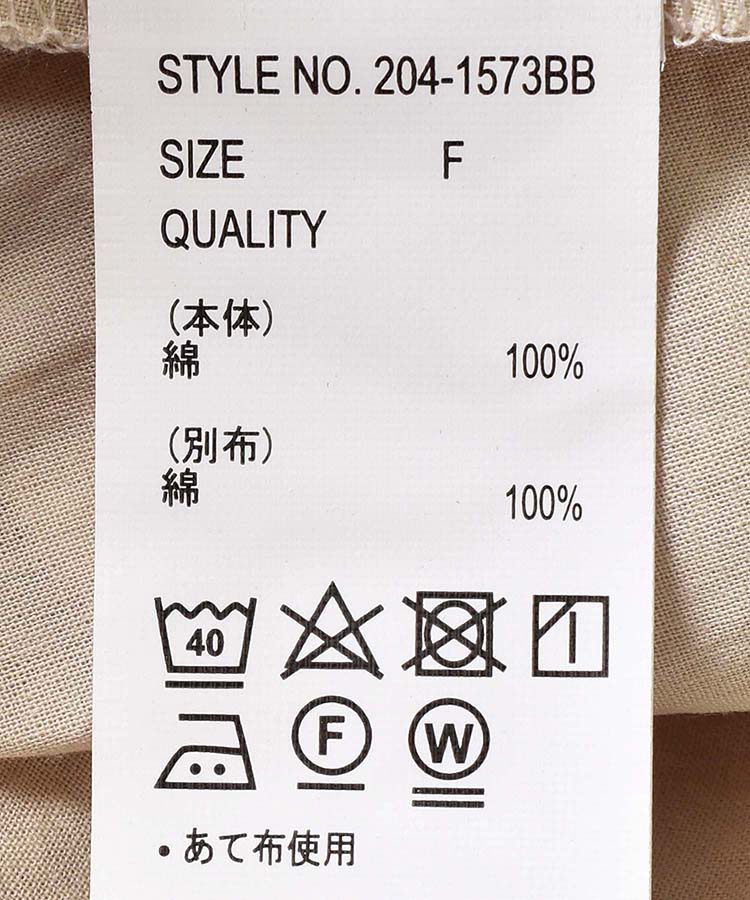 STYLE NO. 204-1573BB
SIZE F
QUALITY
(本体)
綿 100%
(別布)
綿 100%
40
F W
• あて布使用